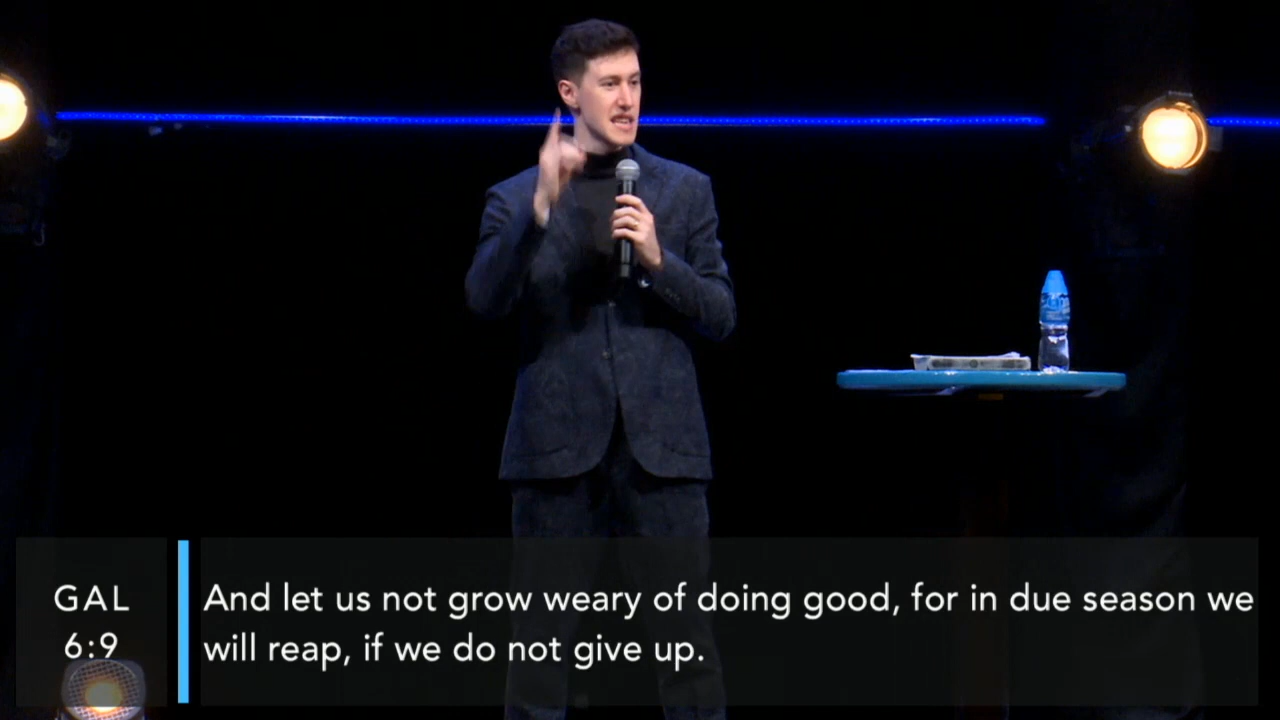 GAL
6:9
And let us not grow weary of doing good, for in due season we
will reap, if we do not give up.